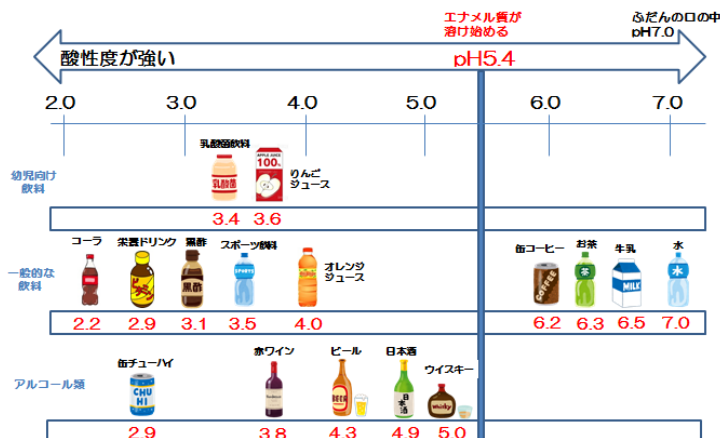 エナメル質が
溶け始める
ふだんの口の中
pH7.0
酸性度が強い
pH5.4
2.0 3.0 4.0 5.0 6.0 7.0
乳酸菌飲料
APPLE JUICE
100%
乳酸菌
りんご
ジュース
幼児向け
飲料
3.4 3.6
コーラ 栄養ドリンク 黒酢 スポーツ飲料 缶コーヒー お茶 牛乳 水
オレンジ
ジュース
一般的な
飲料
SPORTS
黒酢
COFFEE
茶
MILK
水
2.2 2.9 3.1 3.5 4.0 6.2 6.3 6.5 7.0
缶チューハイ 赤ワイン ビール 日本酒 ウイスキー
アルコール類
CHU
HI
BEER
日本酒
whisky
2.9 3.8 4.3 4.9 5.0